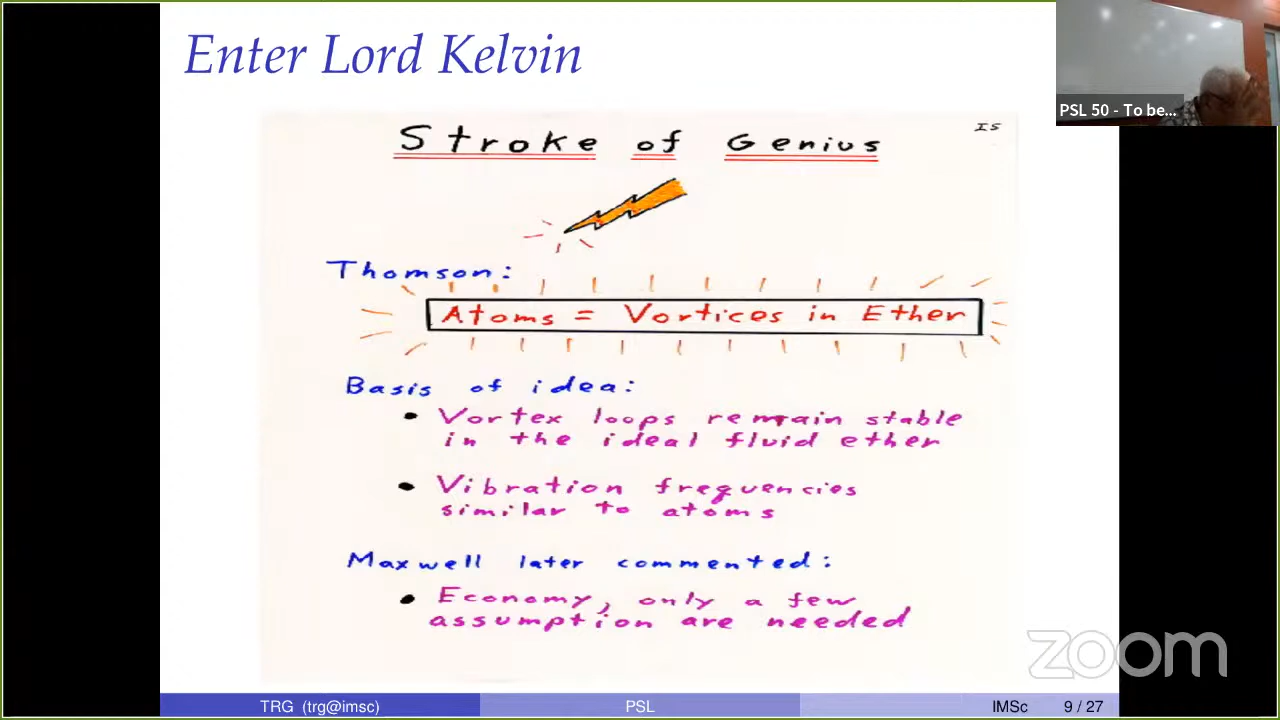 Enter Lord Kelvin
PSL 50 - To be...
IS
Stroke of Genius
Thomson:
Atoms = Vortices in Ether
Basis of idea:
• Vortex loops remain stable
in the ideal fluid ether
• Vibration frequencies
similar to atoms
Maxwell later commented:
• Economy, only a few
assumption are needed
zoom
TRG (trg@imsc) PSL IMSc 9 / 27